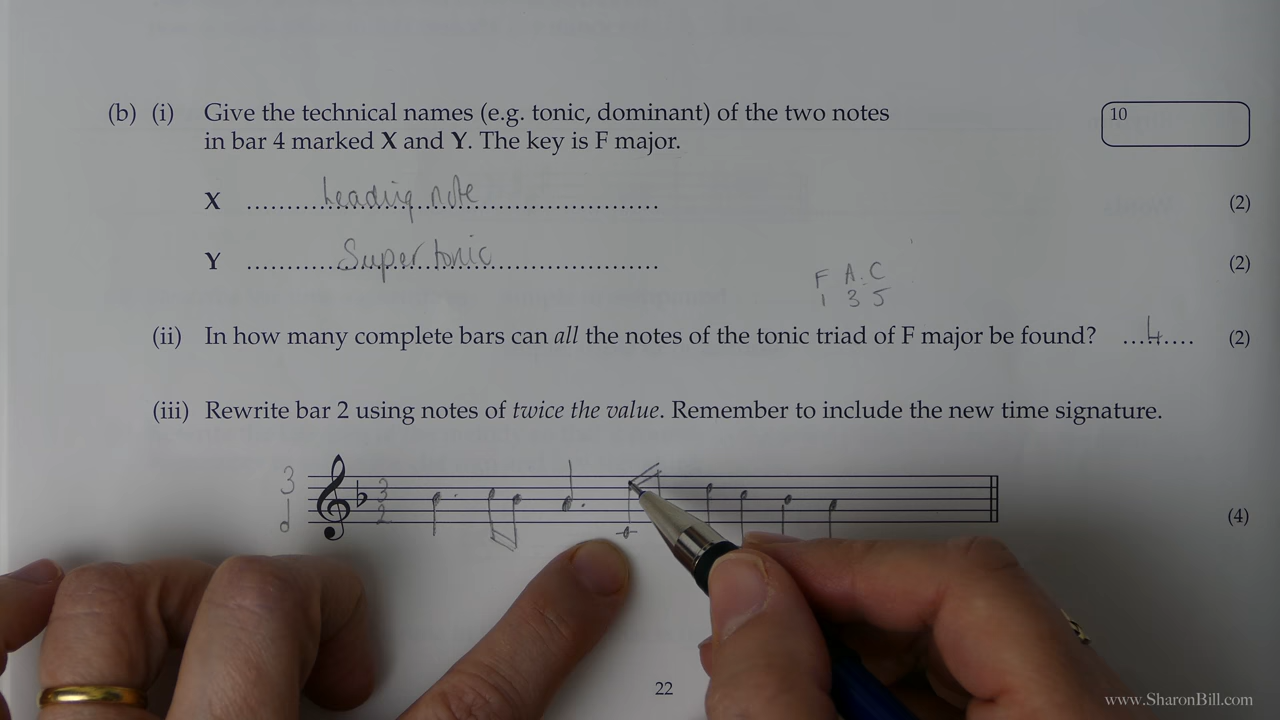 (b) (i) Give the technical names (e.g. tonic, dominant) of the two notes
in bar 4 marked X and Y. The key is F major.
10
X ........Leading note........ (2)
Y ........Supertonic........ (2)
F A C
1 3 5
(ii) In how many complete bars can all the notes of the tonic triad of F major be found? ....4.... (2)
(iii) Rewrite bar 2 using notes of twice the value. Remember to include the new time signature.
3
3
2
(4)
22
www.SharonBill.com